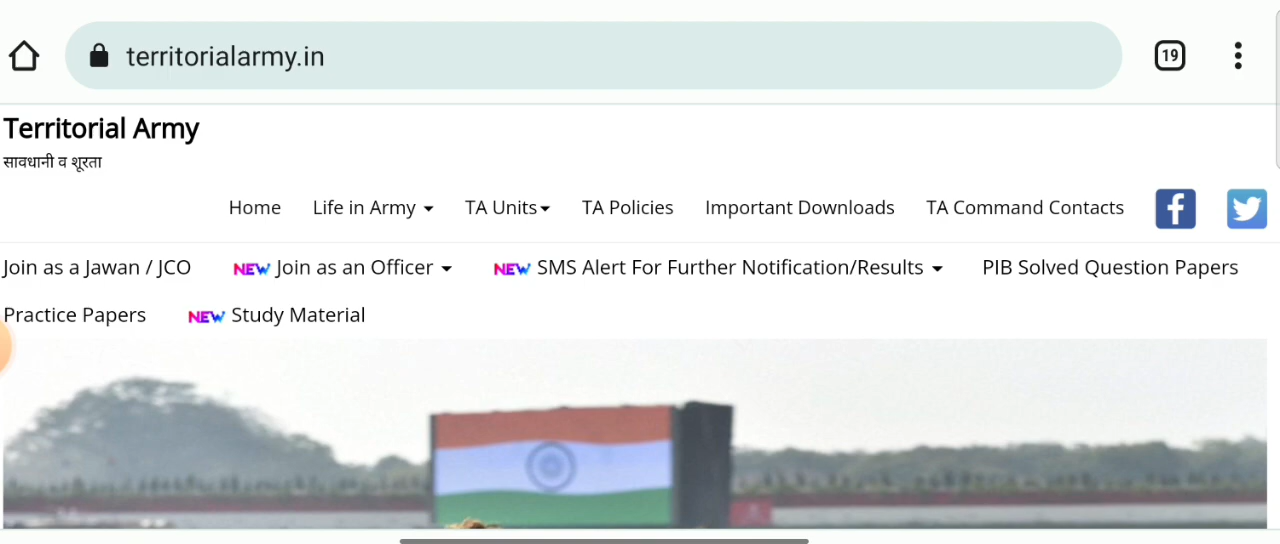 territorialarmy.in
19
Territorial Army
सावधानी व शूरता
Home Life in Army TA Units TA Policies Important Downloads TA Command Contacts
Join as a Jawan / JCO NEW Join as an Officer NEW SMS Alert For Further Notification/Results PIB Solved Question Papers
Practice Papers NEW Study Material